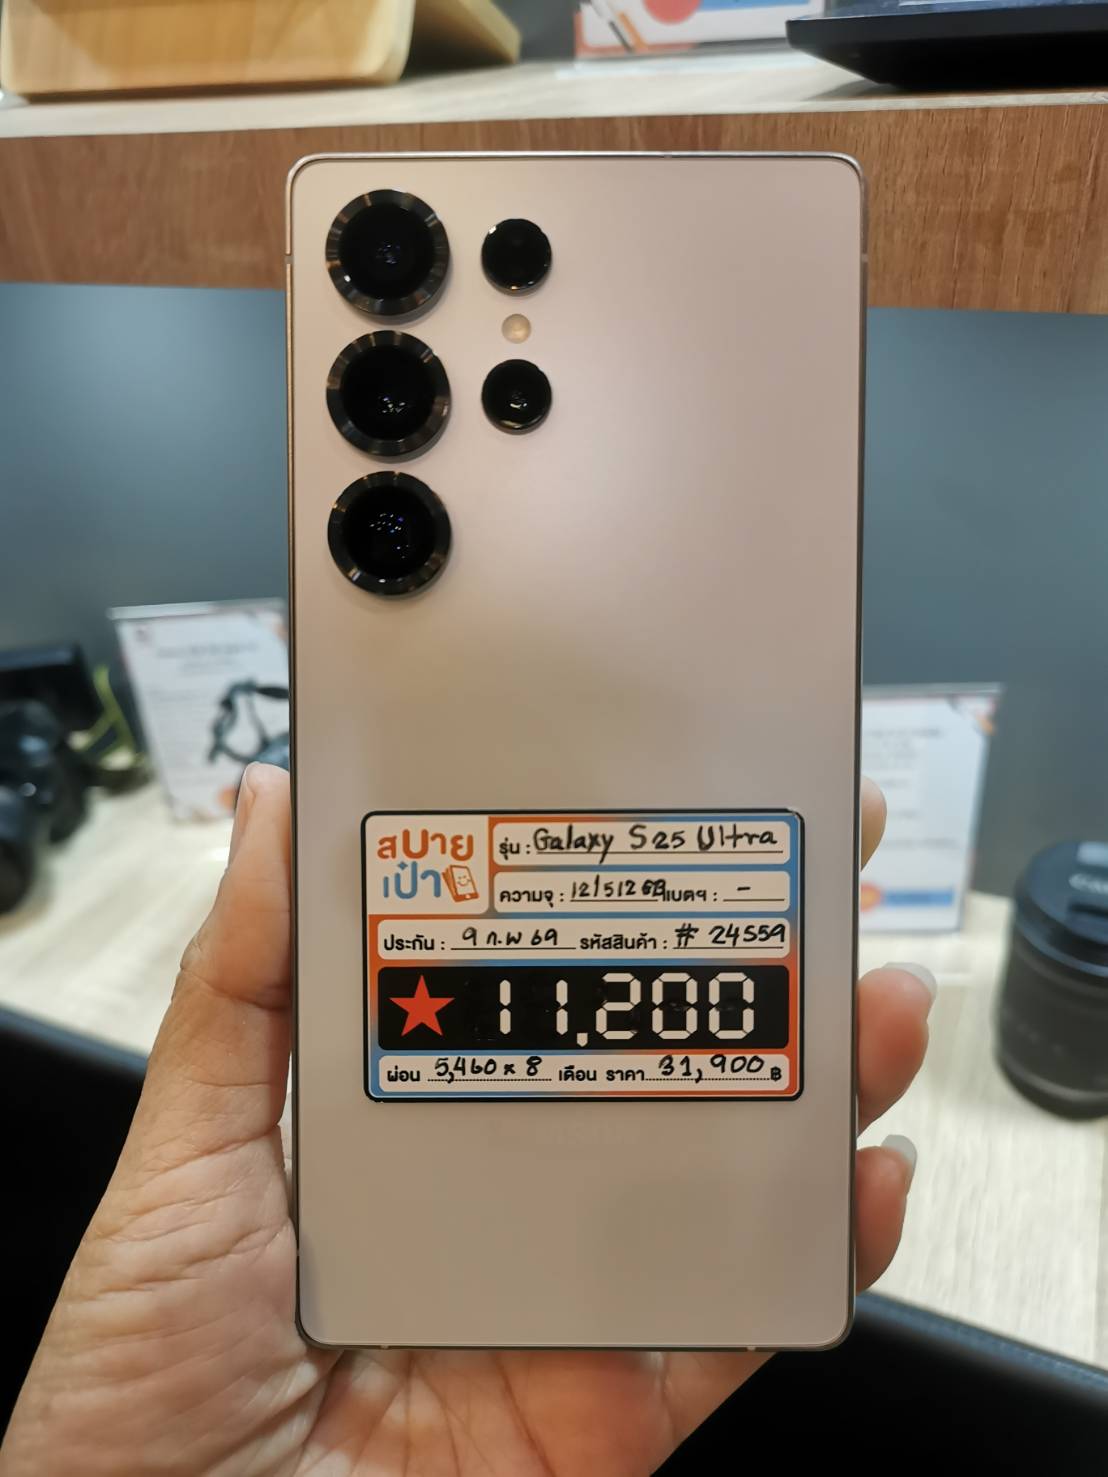 สบาย
เป๋า
รุ่น : Galaxy S25 Ultra
ความจุ : 12/512 GB แบตฯ : -
ประกัน : 9 ก.พ 69 รหัสสินค้า : # 24559
11,200
ผ่อน 5,460 x 8 เดือน ราคา 31,900 ฿